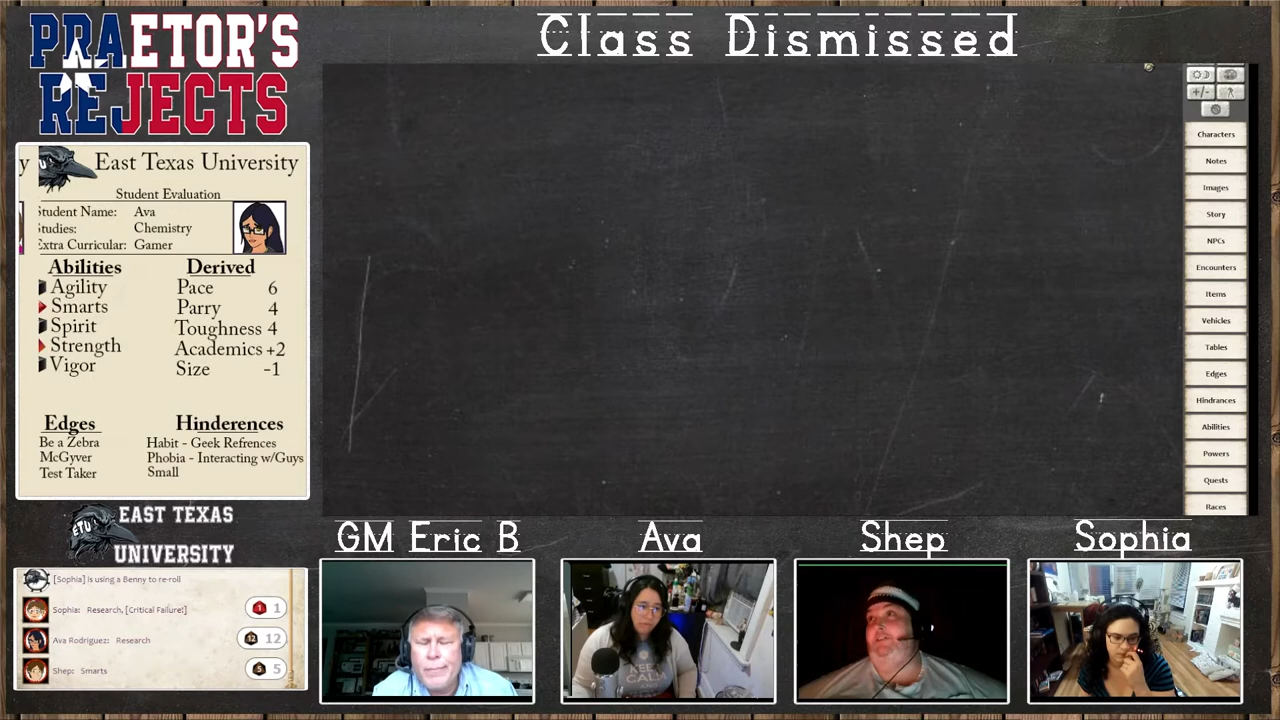 PRAETOR'S
REJECTS
Class Dismissed
y
East Texas University
Student Evaluation
Student Name: Ava
Studies: Chemistry
Extra Curricular: Gamer
Abilities
Agility
Smarts
Spirit
Strength
Vigor
Derived
Pace 6
Parry 4
Toughness 4
Academics +2
Size -1
Edges
Be a Zebra
McGyver
Test Taker
Hinderences
Habit - Geek Refrences
Phobia - Interacting w/Guys
Small
ETU
EAST TEXAS
UNIVERSITY
[Sophia] is using a Benny to re-roll
Sophia: Research, [Critical Failure!] 1 1
Ava Rodriguez: Research 12 12
Shep: Smarts 5 5
+/-
Characters
Notes
Images
Story
NPCs
Encounters
Items
Vehicles
Tables
Edges
Hindrances
Abilities
Powers
Quests
Races
GM Eric B
Ava
Shep
Sophia
KEEP
CALM